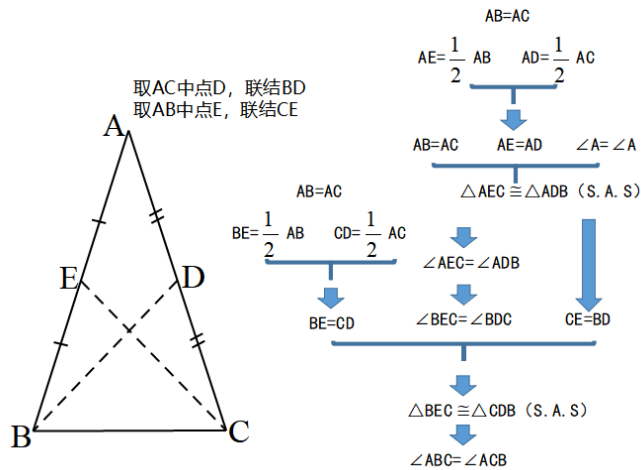 AB=AC
AE=1/2 AB AD=1/2 AC
取AC中点D，联结BD
取AB中点E，联结CE
A
AB=AC AE=AD ∠A=∠A
△AEC≅△ADB（S.A.S）
AB=AC
BE=1/2 AB CD=1/2 AC
∠AEC=∠ADB
E D
BE=CD ∠BEC=∠BDC CE=BD
△BEC≅△CDB（S.A.S）
B C
∠ABC=∠ACB